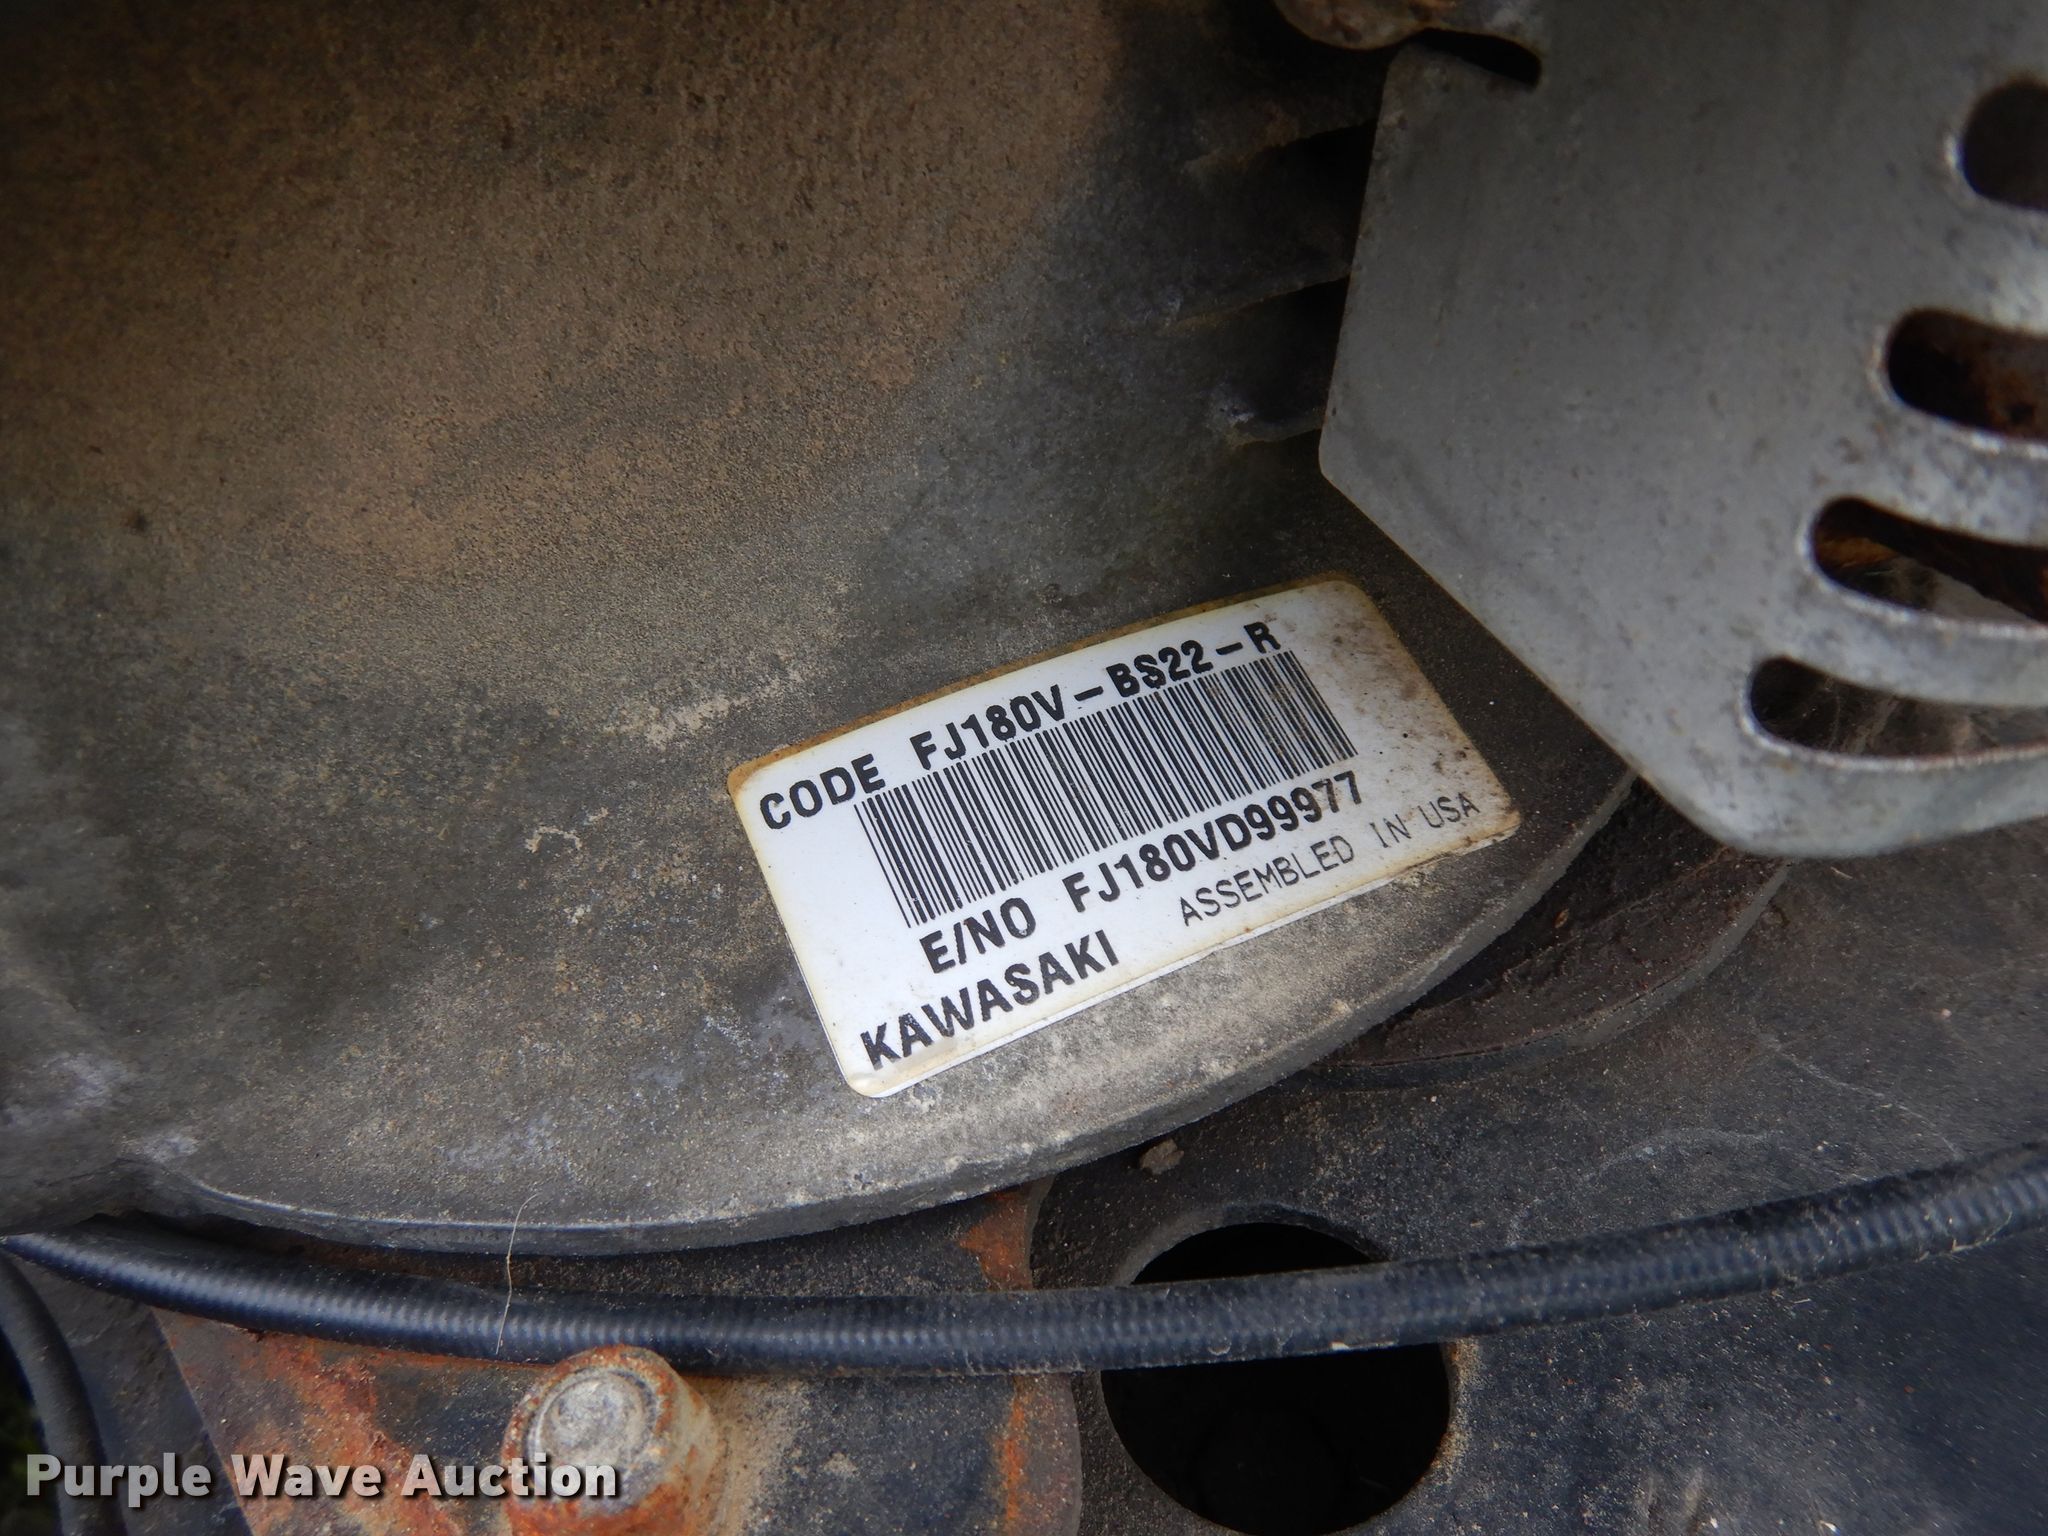 CODE FJ180V-BS22-R
E/NO FJ180VD99977
KAWASAKI ASSEMBLED IN USA
Purple Wave Auction